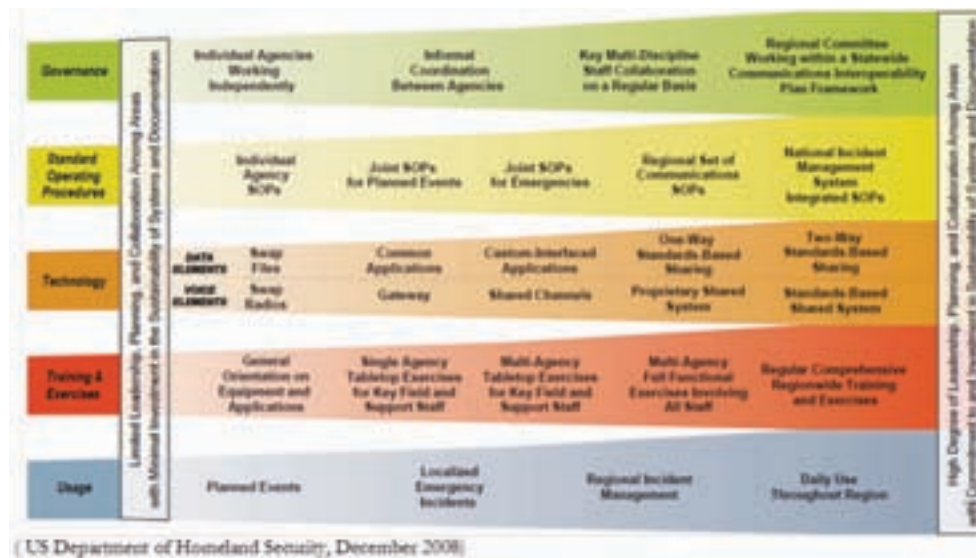 Governance
Limited Leadership, Planning, and Collaboration Among Areas
with Minimal Investment in the Sustainability of Systems and Documentation
Individual Agencies
Working
Independently
Informal
Coordination
Between Agencies
Key Multi-Discipline
Staff Collaboration
on a Regular Basis
Regional Committee
Working within a Statewide
Communications Interoperability
Plan Framework
High Degree of Leadership, Planning, and Collaboration Among Areas
with Commitment to and Investment in the Sustainability of Systems and Documentation
Standard
Operating
Procedures
Individual
Agency
SOPs
Joint SOPs
for Planned Events
Joint SOPs
for Emergencies
Regional Set of
Communications
SOPs
National Incident
Management
System
Integrated SOPs
Technology
DATA
ELEMENTS
Swap
Files
Common
Applications
Custom-Interfaced
Applications
One-Way
Standards-Based
Sharing
Two-Way
Standards-Based
Sharing
VOICE
ELEMENTS
Swap
Radios
Gateway
Shared Channels
Proprietary Shared
System
Standards-Based
Shared System
Training &
Exercises
General
Orientation on
Equipment and
Applications
Single Agency
Tabletop Exercises
for Key Field and
Support Staff
Multi-Agency
Tabletop Exercises
for Key Field and
Support Staff
Multi-Agency
Full Functional
Exercises Involving
All Staff
Regular Comprehensive
Regionwide Training
and Exercises
Usage
Planned Events
Localized
Emergency
Incidents
Regional Incident
Management
Daily Use
Throughout Region
( US Department of Homeland Security, December 2008)